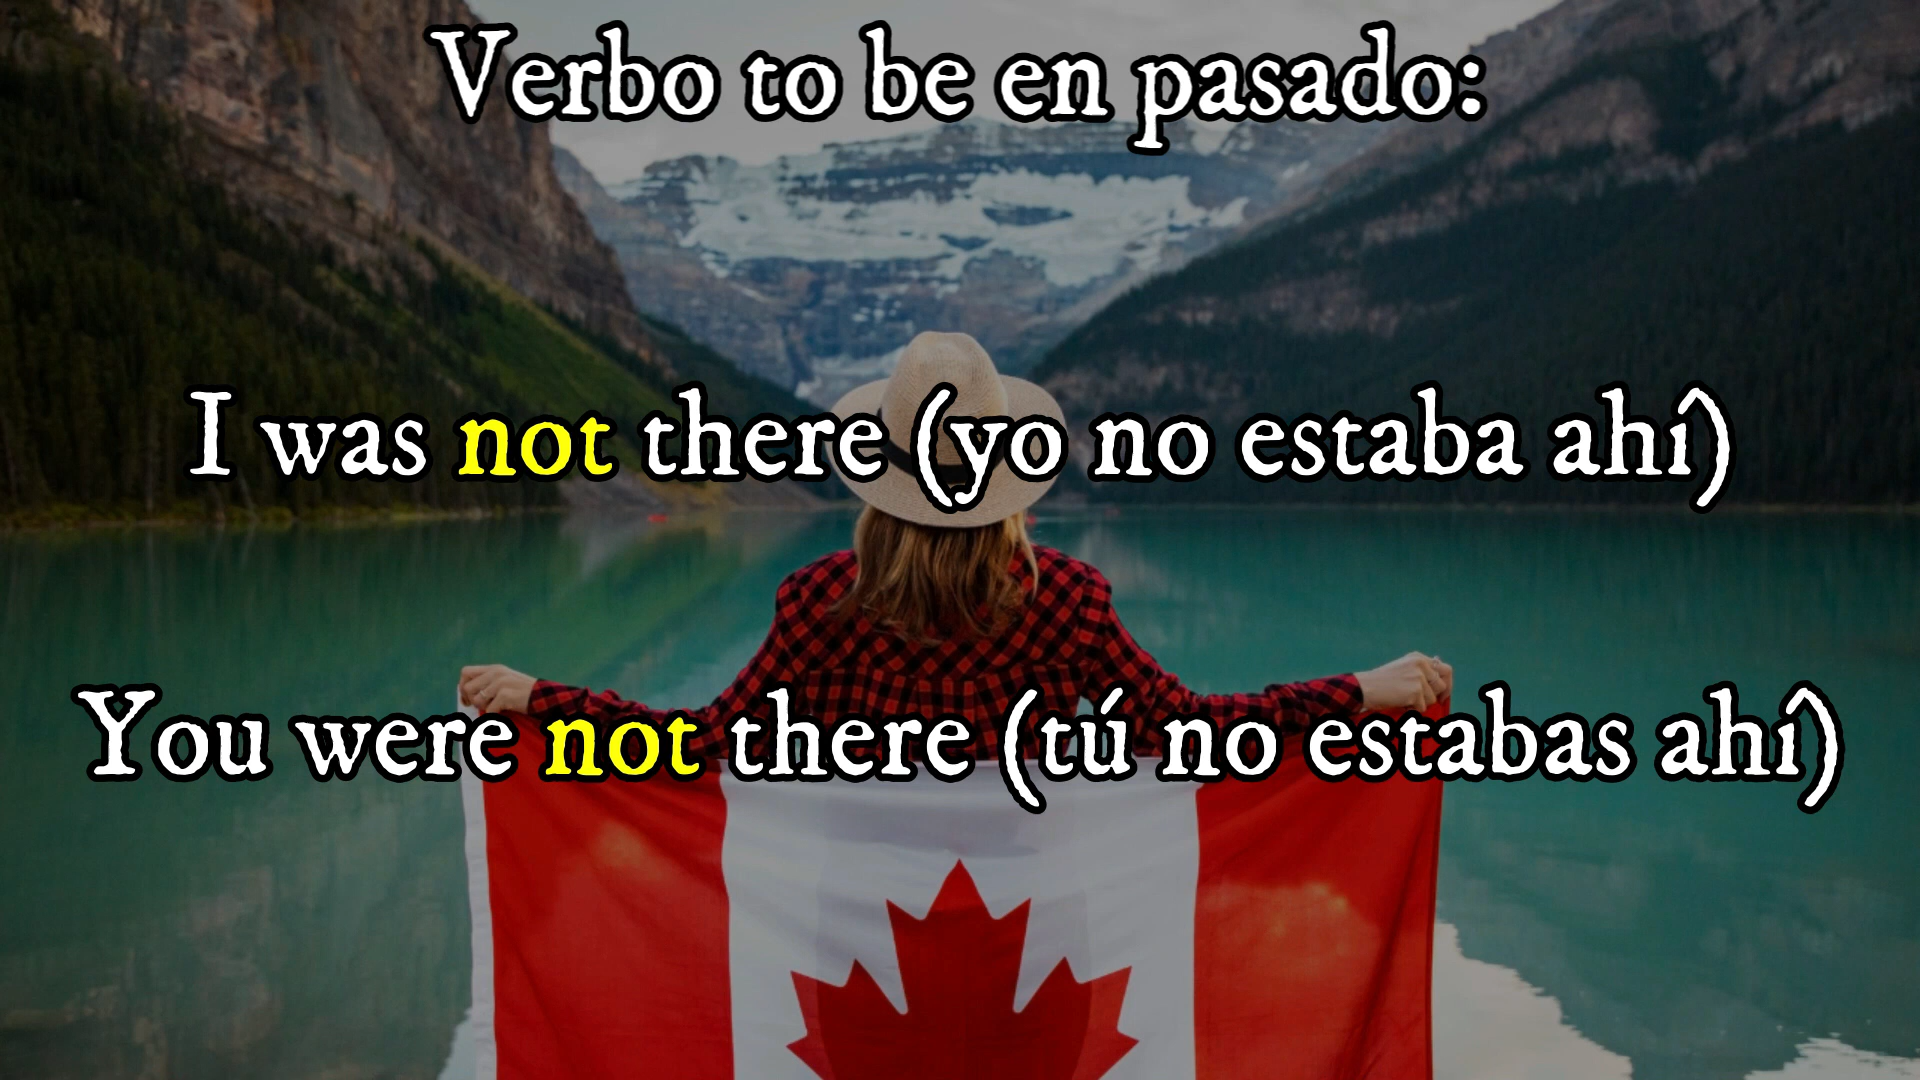 Verbo to be en pasado:
I was not there (yo no estaba ahí)
You were not there (tú no estabas ahí)